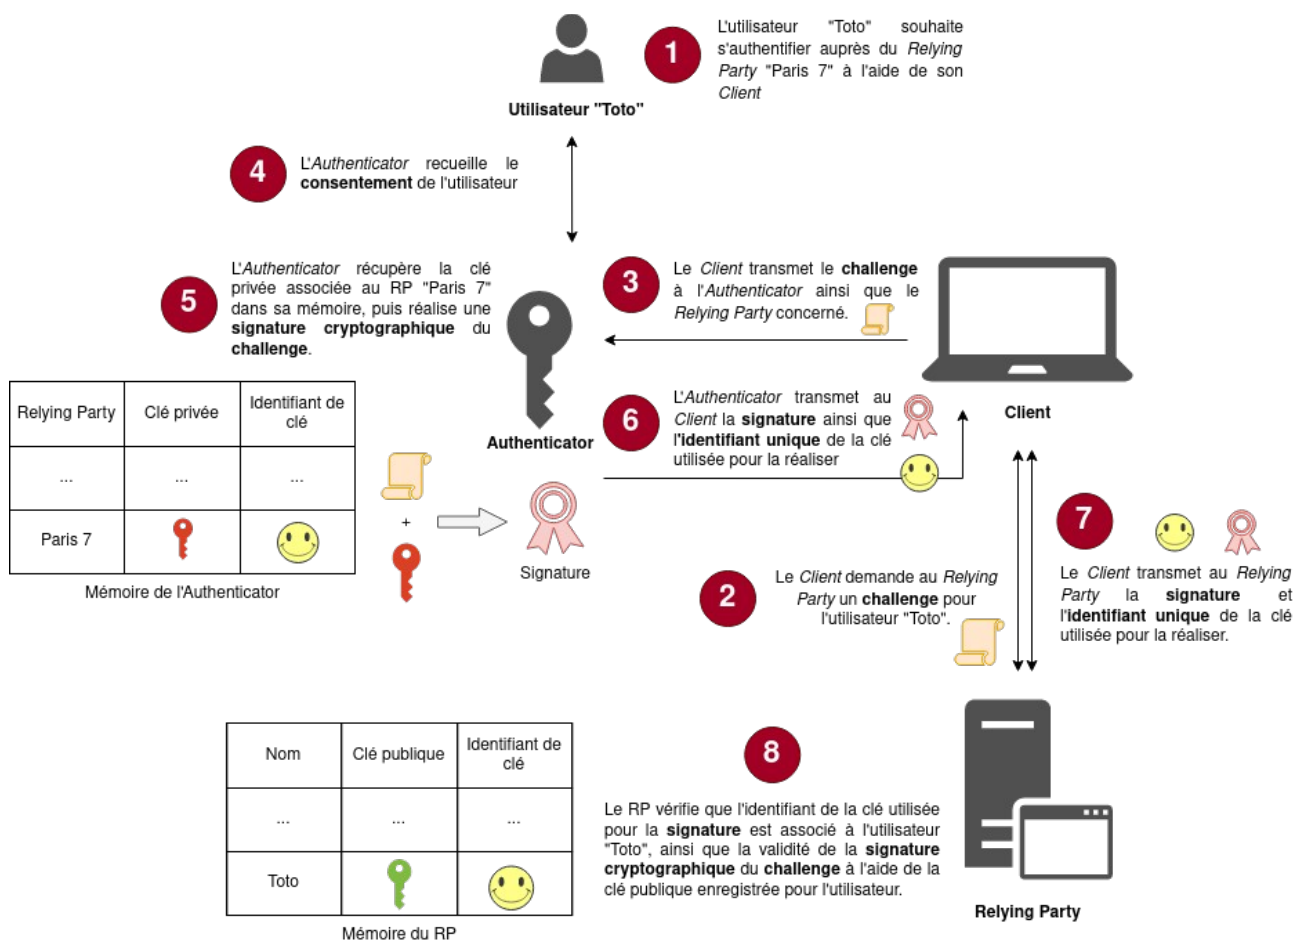 1
L'utilisateur "Toto" souhaite
s'authentifier auprès du Relying
Party "Paris 7" à l'aide de son
Client
Utilisateur "Toto"
4
L'Authenticator recueille le
consentement de l'utilisateur
5
L'Authenticator récupère la clé
privée associée au RP "Paris 7"
dans sa mémoire, puis réalise une
signature cryptographique du
challenge.
3
Le Client transmet le challenge
à l'Authenticator ainsi que le
Relying Party concerné.
Client
Authenticator
6
L'Authenticator transmet au
Client la signature ainsi que
l'identifiant unique de la clé
utilisée pour la réaliser
Relying Party
Clé privée
Identifiant de
clé
...
...
...
Paris 7
Mémoire de l'Authenticator
+
Signature
2
Le Client demande au Relying
Party un challenge pour
l'utilisateur "Toto".
7
Le Client transmet au Relying
Party la signature et
l'identifiant unique de la clé
utilisée pour la réaliser.
Nom
Clé publique
Identifiant de
clé
...
...
...
Toto
Mémoire du RP
8
Le RP vérifie que l'identifiant de la clé utilisée
pour la signature est associé à l'utilisateur
"Toto", ainsi que la validité de la signature
cryptographique du challenge à l'aide de la
clé publique enregistrée pour l'utilisateur.
Relying Party